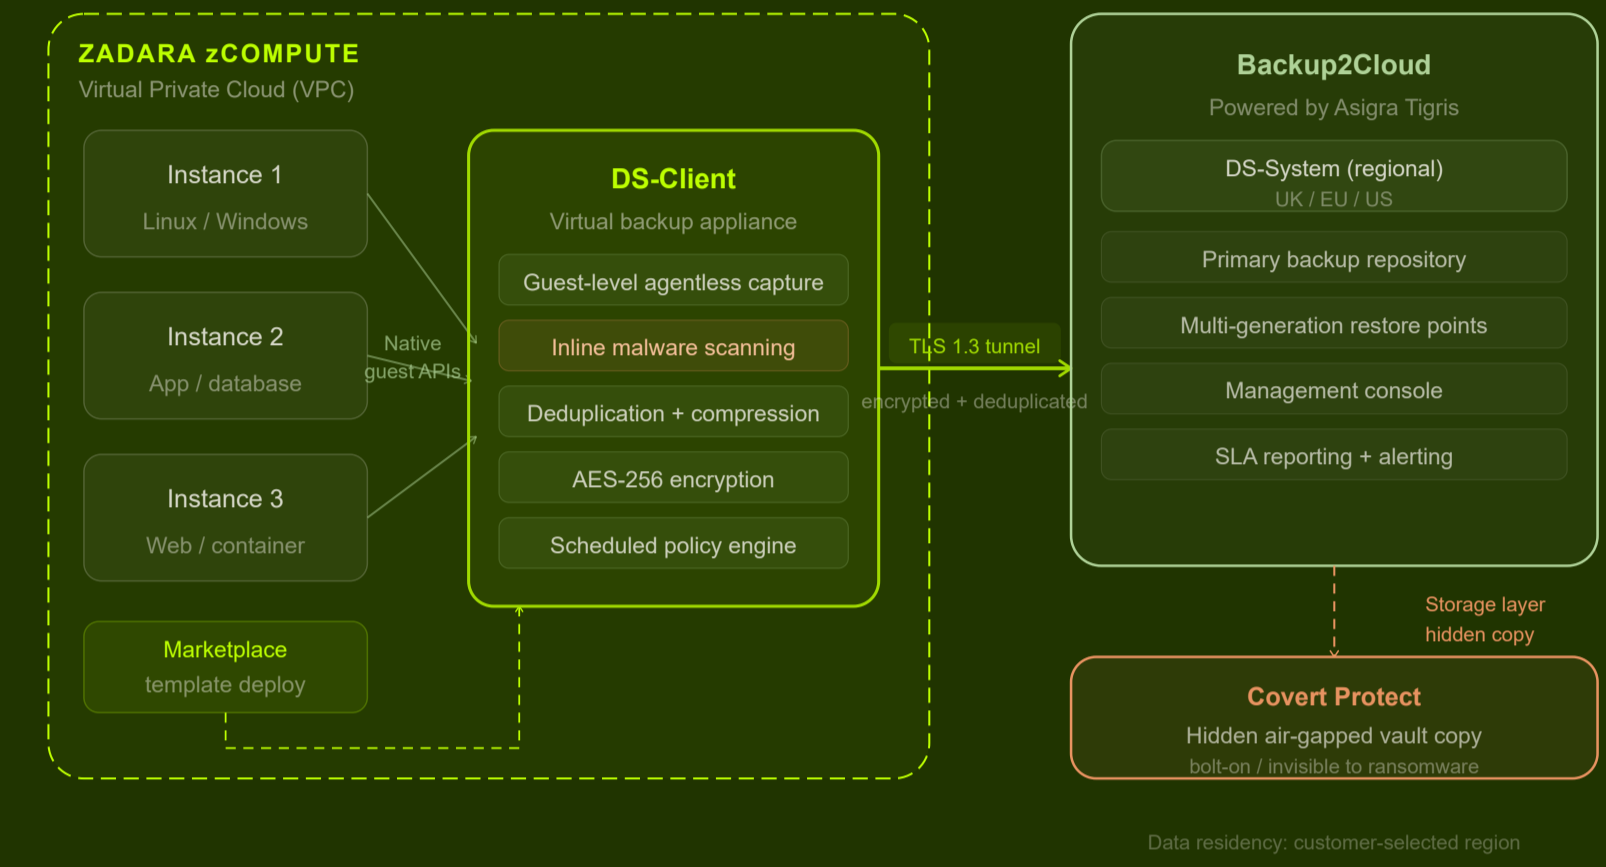 ZADARA zCOMPUTE
Virtual Private Cloud (VPC)
Instance 1
Linux / Windows
Instance 2
App / database
Instance 3
Web / container
Marketplace
template deploy
Native
guest APIs
DS-Client
Virtual backup appliance
Guest-level agentless capture
Inline malware scanning
Deduplication + compression
AES-256 encryption
Scheduled policy engine
TLS 1.3 tunnel
encrypted + deduplicated
Backup2Cloud
Powered by Asigra Tigris
DS-System (regional)
UK / EU / US
Primary backup repository
Multi-generation restore points
Management console
SLA reporting + alerting
Storage layer
hidden copy
Covert Protect
Hidden air-gapped vault copy
bolt-on / invisible to ransomware
Data residency: customer-selected region